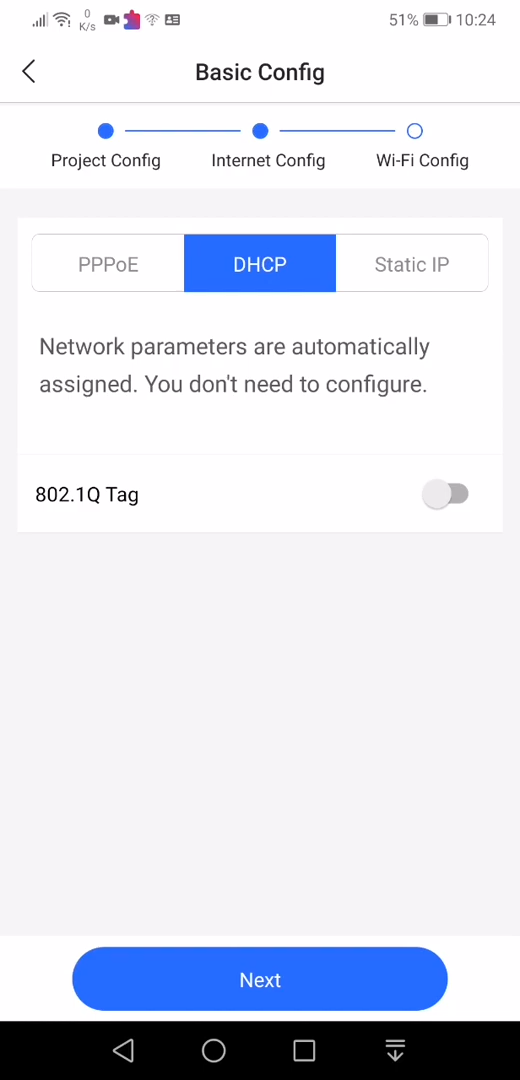 0
K/s
51%
10:24
Basic Config
Project Config
Internet Config
Wi-Fi Config
PPPoE
DHCP
Static IP
Network parameters are automatically
assigned. You don't need to configure.
802.1Q Tag
Next